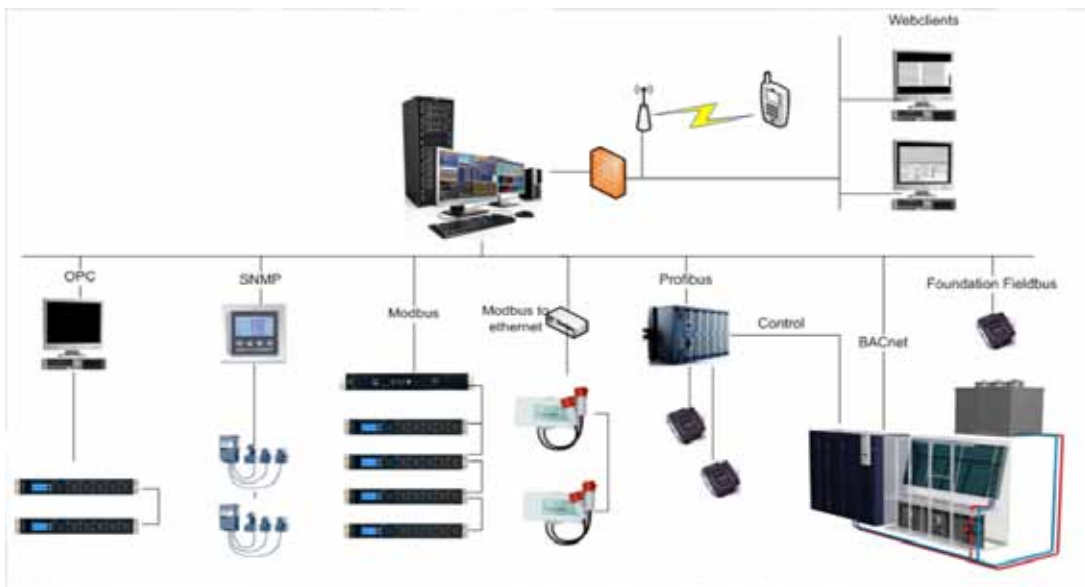 Webclients
OPC
SNMP
Modbus
Modbus to
ethernet
Profibus
Control
BACnet
Foundation Fieldbus